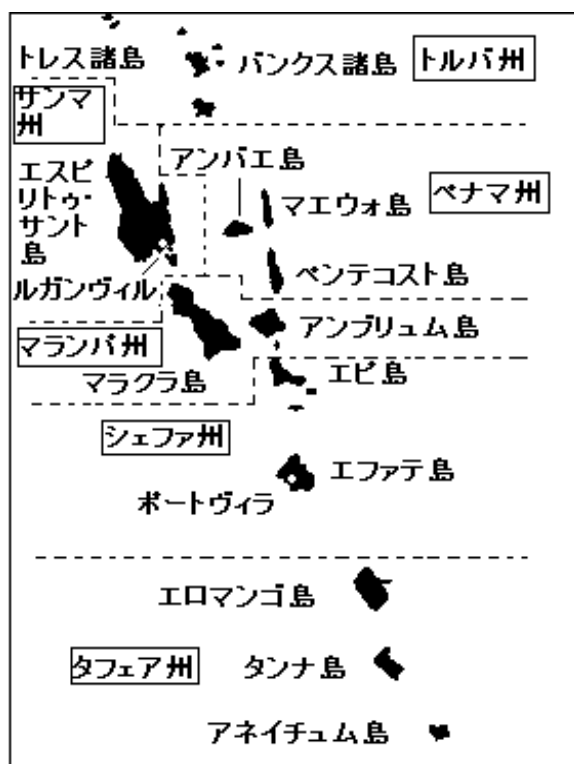 トレス諸島
バンクス諸島
トルバ州
サンマ
州
アンバエ島
エスピ
リトゥ・
サント
島
マエウォ島
ペナマ州
ペンテコスト島
ルガンヴィル
アンブリュム島
マランパ州
マラクラ島
エピ島
シェファ州
エファテ島
ポートヴィラ
エロマンゴ島
タフェア州
タンナ島
アネイチュム島